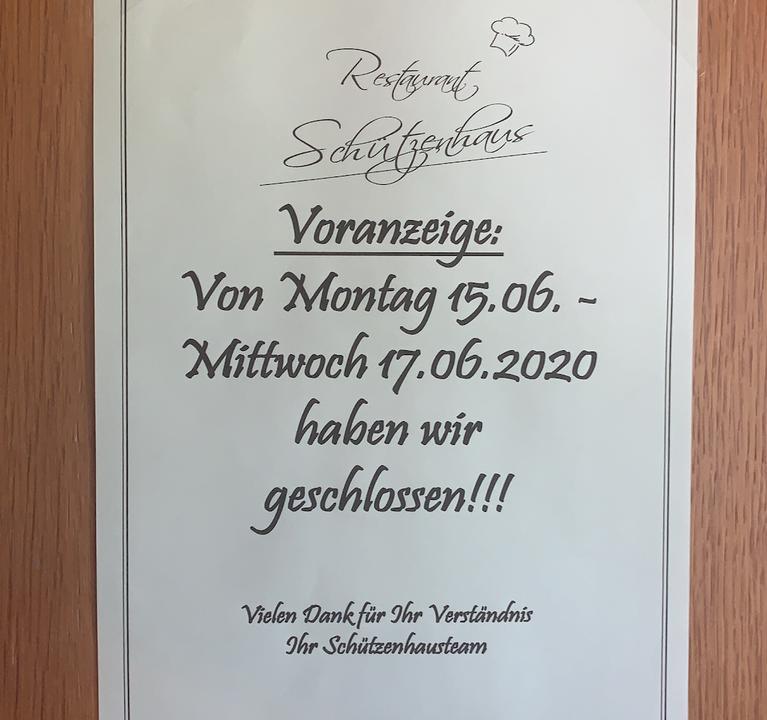 Restaurant
Schützenhaus
Voranzeige:
Von Montag 15.06. -
Mittwoch 17.06.2020
haben wir
geschlossen!!!
Vielen Dank für Ihr Verständnis
Ihr Schützenhausteam